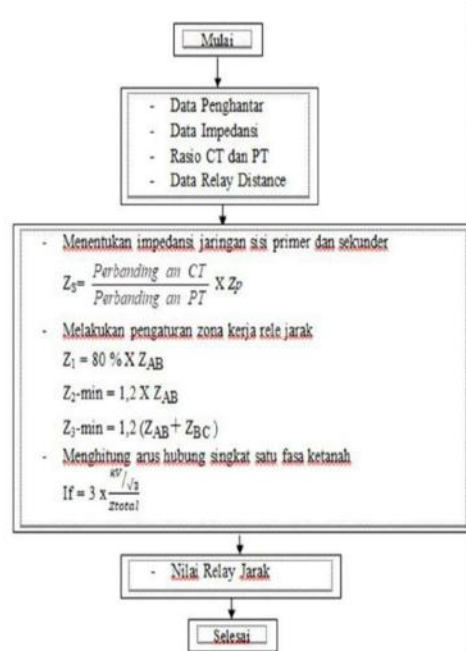 Mulai
- Data Penghantar
- Data Impedansi
- Rasio CT dan PT
- Data Relay Distance
- Menentukan impedansi jaringan sisi primer dan sekunder
ZS= Perbanding an CT / Perbanding an PT X Zp
- Melakukan pengaturan zona kerja rele jarak
Z1 = 80 % X ZAB
Z2-min = 1,2 X ZAB
Z3-min = 1,2 (ZAB + ZBC )
- Menghitung arus hubung singkat satu fasa ketanah
If = 3 x KV/√3 / Ztotal
- Nilai Relay Jarak
Selesai